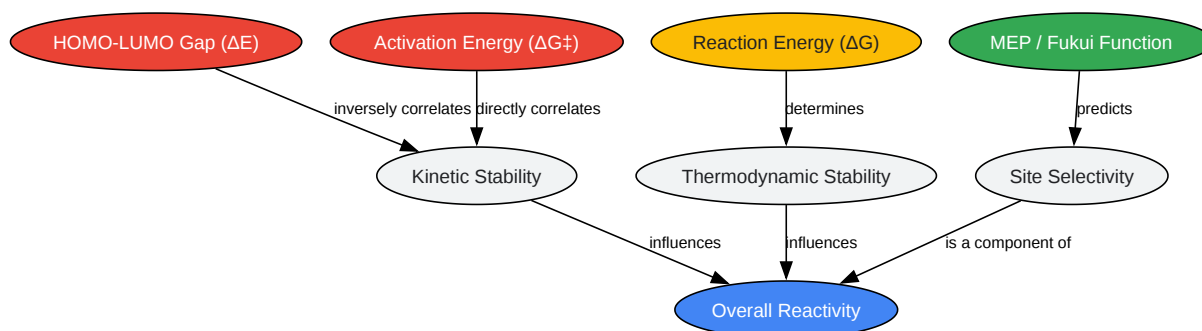 HOMO-LUMO Gap (ΔE)
Activation Energy (ΔG‡)
Reaction Energy (ΔG)
MEP / Fukui Function
inversely correlates
directly correlates
determines
predicts
Kinetic Stability
Thermodynamic Stability
Site Selectivity
influences
influences
is a component of
Overall Reactivity